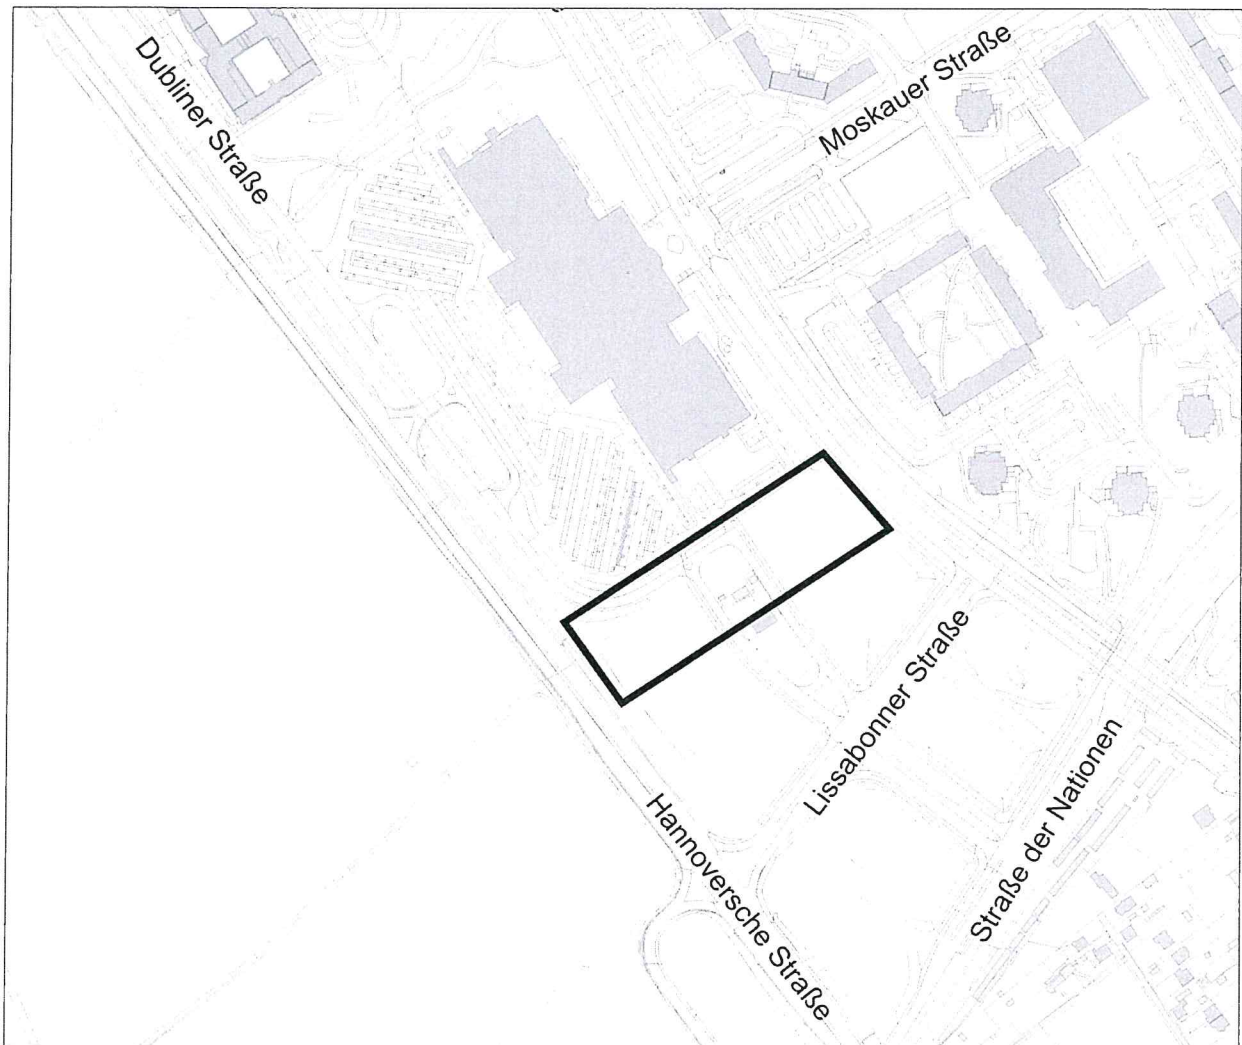 Dubliner Straße
Moskauer Straße
Lissabonner Straße
Straße der Nationen
Hannoversche Straße